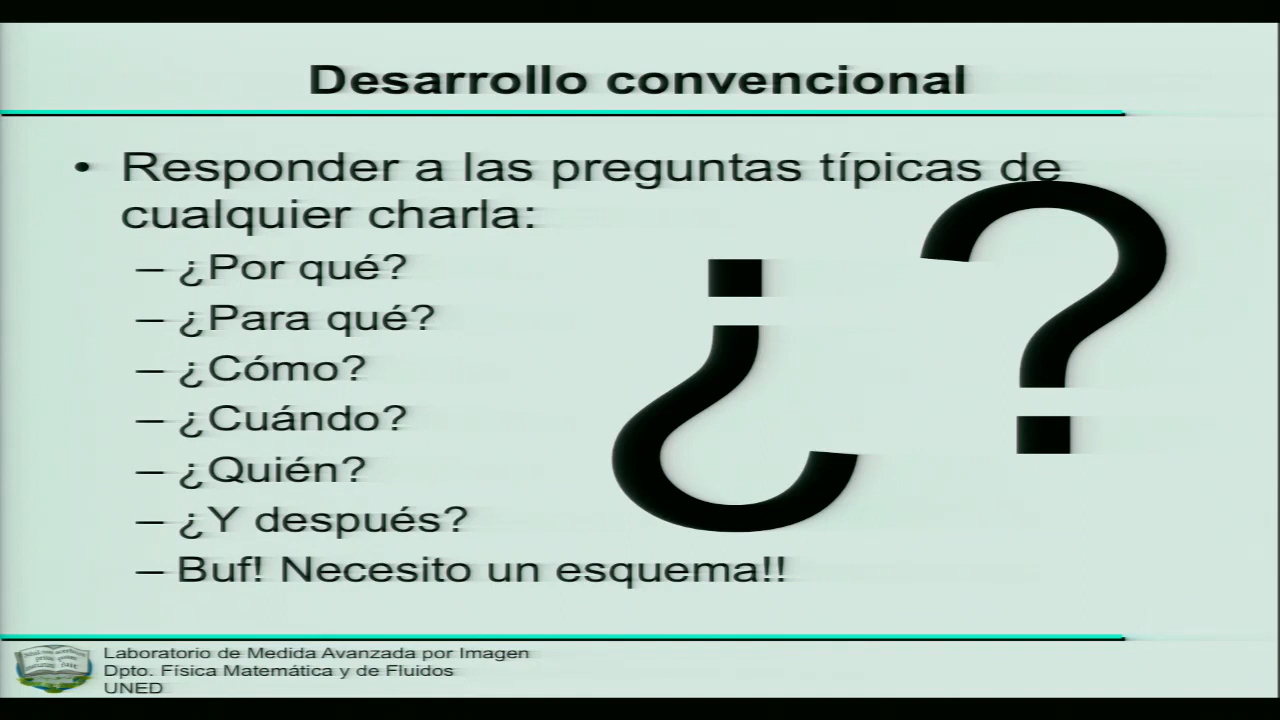 Desarrollo convencional
• Responder a las preguntas típicas de
cualquier charla:
– ¿Por qué?
– ¿Para qué?
– ¿Cómo?
– ¿Cuándo?
– ¿Quién?
– ¿Y después?
– Buf! Necesito un esquema!!
¿?
Laboratorio de Medida Avanzada por Imagen
Dpto. Física Matemática y de Fluidos
UNED